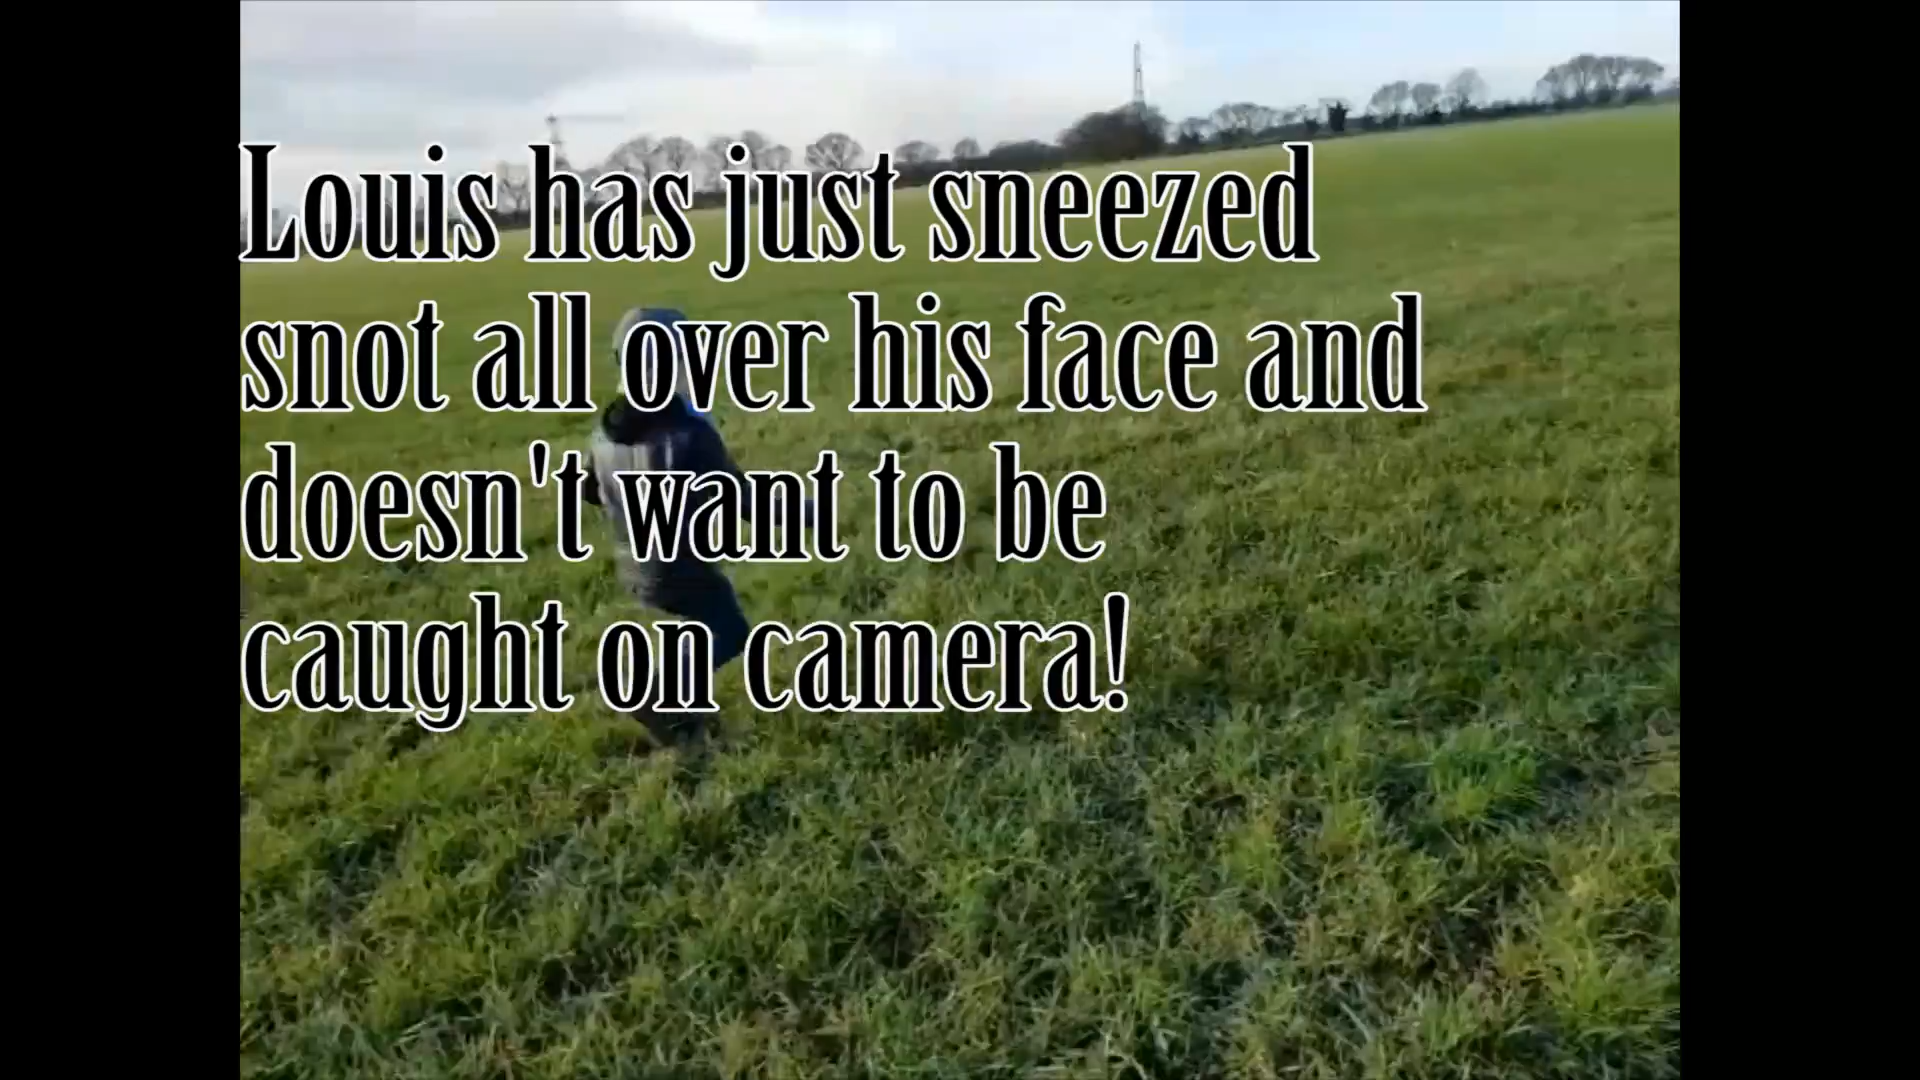 Louis has just sneezed
snot all over his face and
doesn't want to be
caught on camera!